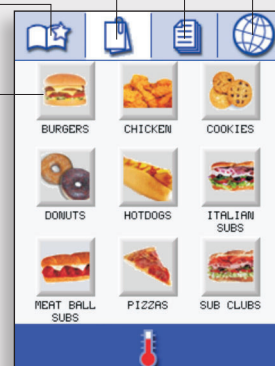 BURGERS
CHICKEN
COOKIES
DONUTS
HOTDOGS
ITALIAN
SUBS
MEAT BALL
SUBS
PIZZAS
SUB CLUBS